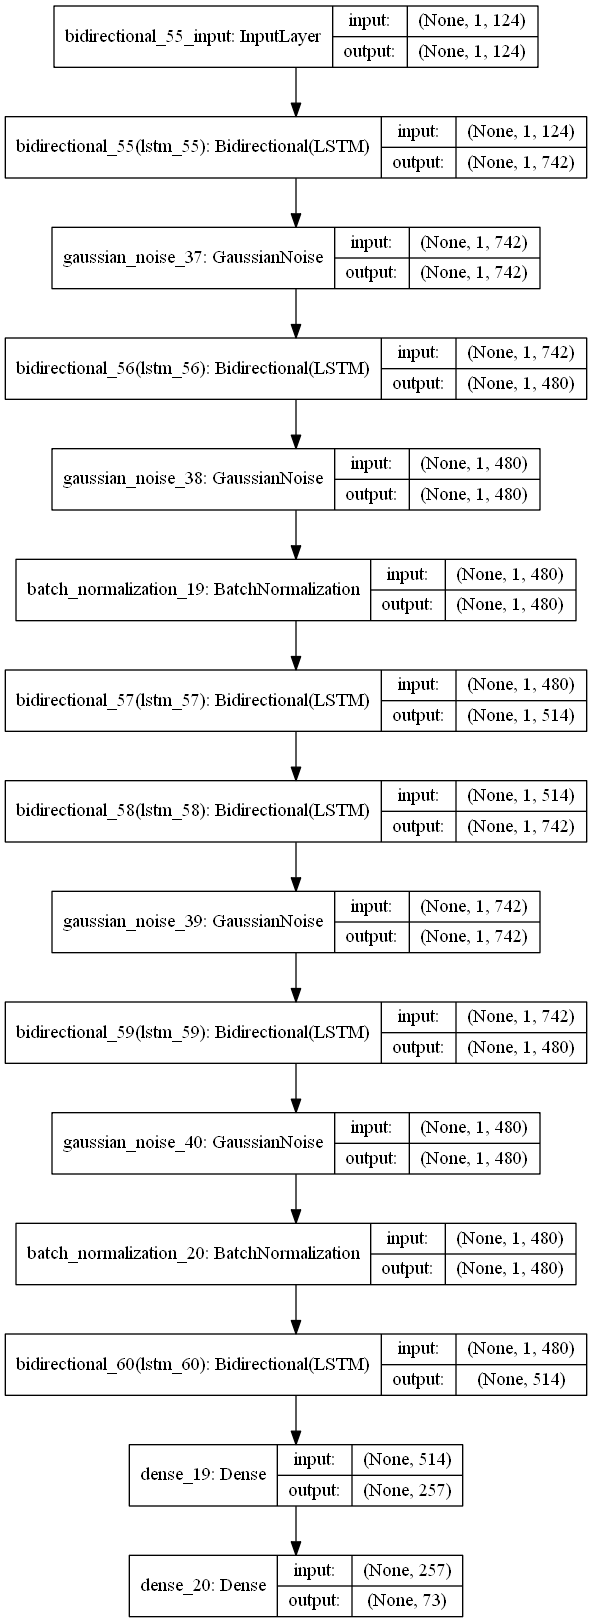 bidirectional_55_input: InputLayer
input: (None, 1, 124)
output: (None, 1, 124)
bidirectional_55(lstm_55): Bidirectional(LSTM)
input: (None, 1, 124)
output: (None, 1, 742)
gaussian_noise_37: GaussianNoise
input: (None, 1, 742)
output: (None, 1, 742)
bidirectional_56(lstm_56): Bidirectional(LSTM)
input: (None, 1, 742)
output: (None, 1, 480)
gaussian_noise_38: GaussianNoise
input: (None, 1, 480)
output: (None, 1, 480)
batch_normalization_19: BatchNormalization
input: (None, 1, 480)
output: (None, 1, 480)
bidirectional_57(lstm_57): Bidirectional(LSTM)
input: (None, 1, 480)
output: (None, 1, 514)
bidirectional_58(lstm_58): Bidirectional(LSTM)
input: (None, 1, 514)
output: (None, 1, 742)
gaussian_noise_39: GaussianNoise
input: (None, 1, 742)
output: (None, 1, 742)
bidirectional_59(lstm_59): Bidirectional(LSTM)
input: (None, 1, 742)
output: (None, 1, 480)
gaussian_noise_40: GaussianNoise
input: (None, 1, 480)
output: (None, 1, 480)
batch_normalization_20: BatchNormalization
input: (None, 1, 480)
output: (None, 1, 480)
bidirectional_60(lstm_60): Bidirectional(LSTM)
input: (None, 1, 480)
output: (None, 514)
dense_19: Dense
input: (None, 514)
output: (None, 257)
dense_20: Dense
input: (None, 257)
output: (None, 73)